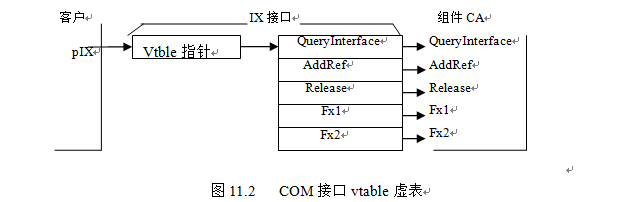 客户
IX 接口
组件 CA
pIX
Vtble 指针
QueryInterface
QueryInterface
AddRef
AddRef
Release
Release
Fx1
Fx1
Fx2
Fx2
图 11.2 COM 接口 vtable 虚表